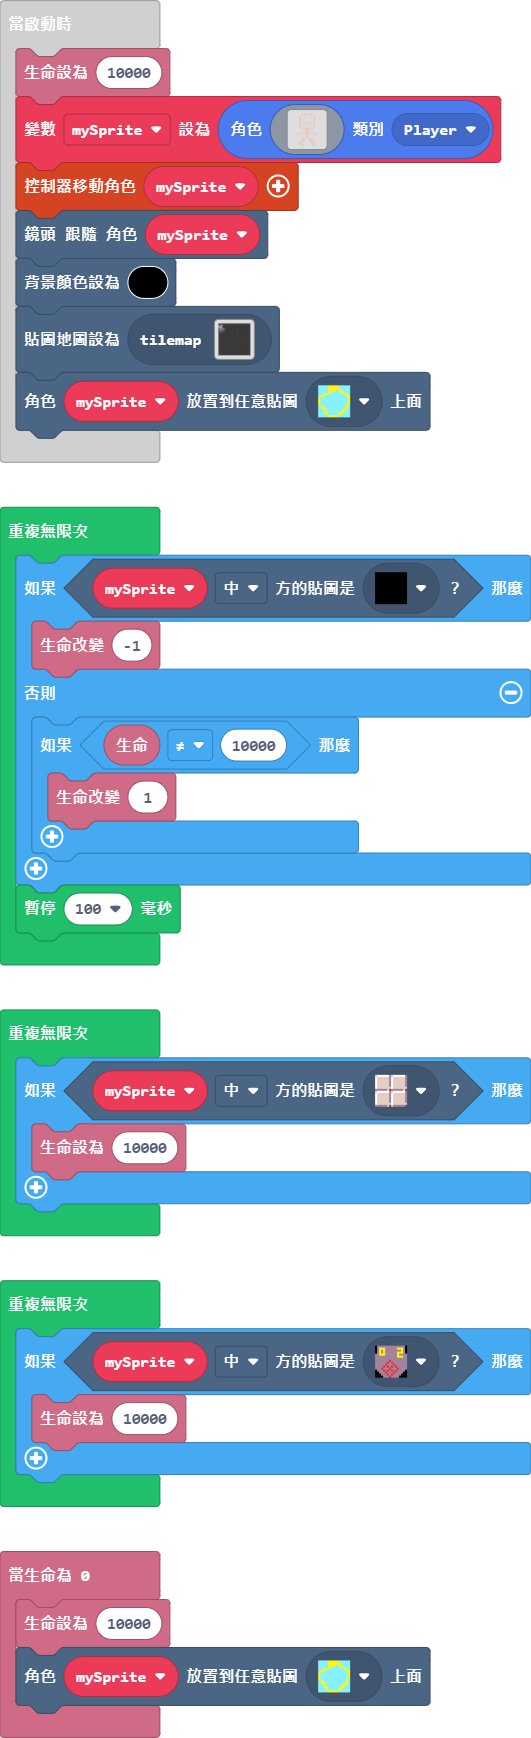 當啟動時
生命設為 10000
變數 mySprite 設為 角色 類別 Player
控制器移動角色 mySprite
鏡頭 跟隨 角色 mySprite
背景顏色設為
貼圖地圖設為 tilemap
角色 mySprite 放置到任意貼圖 上面
重複無限次
如果 mySprite 中 方的貼圖是 ? 那麼
生命改變 -1
否則
如果 生命 ≠ 10000 那麼
生命改變 1
暫停 100 毫秒
重複無限次
如果 mySprite 中 方的貼圖是 ? 那麼
生命設為 10000
重複無限次
如果 mySprite 中 方的貼圖是 0 2 ? 那麼
生命設為 10000
當生命為 0
生命設為 10000
角色 mySprite 放置到任意貼圖 上面